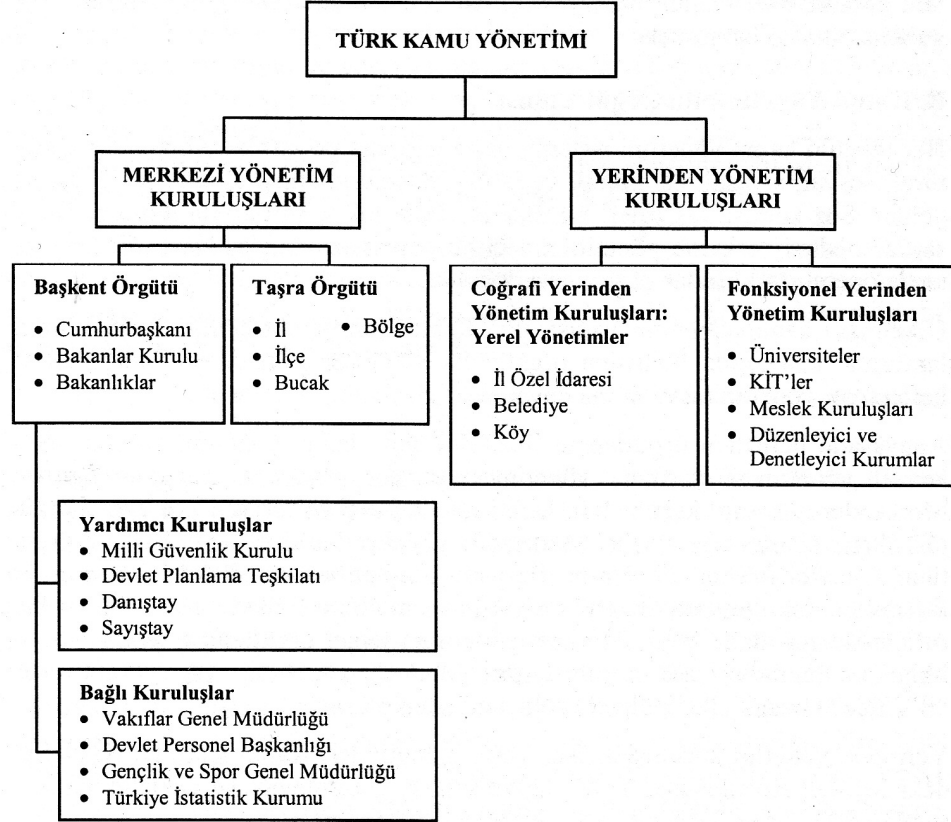 TÜRK KAMU YÖNETİMİ
MERKEZİ YÖNETİM
KURULUŞLARI
YERİNDEN YÖNETİM
KURULUŞLARI
Başkent Örgütü
• Cumhurbaşkanı
• Bakanlar Kurulu
• Bakanlıklar
Taşra Örgütü
• İl
• İlçe
• Bucak
• Bölge
Coğrafi Yerinden
Yönetim Kuruluşları:
Yerel Yönetimler
• İl Özel İdaresi
• Belediye
• Köy
Fonksiyonel Yerinden
Yönetim Kuruluşları
• Üniversiteler
• KİT’ler
• Meslek Kuruluşları
• Düzenleyici ve
Denetleyici Kurumlar
Yardımcı Kuruluşlar
• Milli Güvenlik Kurulu
• Devlet Planlama Teşkilatı
• Danıştay
• Sayıştay
Bağlı Kuruluşlar
• Vakıflar Genel Müdürlüğü
• Devlet Personel Başkanlığı
• Gençlik ve Spor Genel Müdürlüğü
• Türkiye İstatistik Kurumu